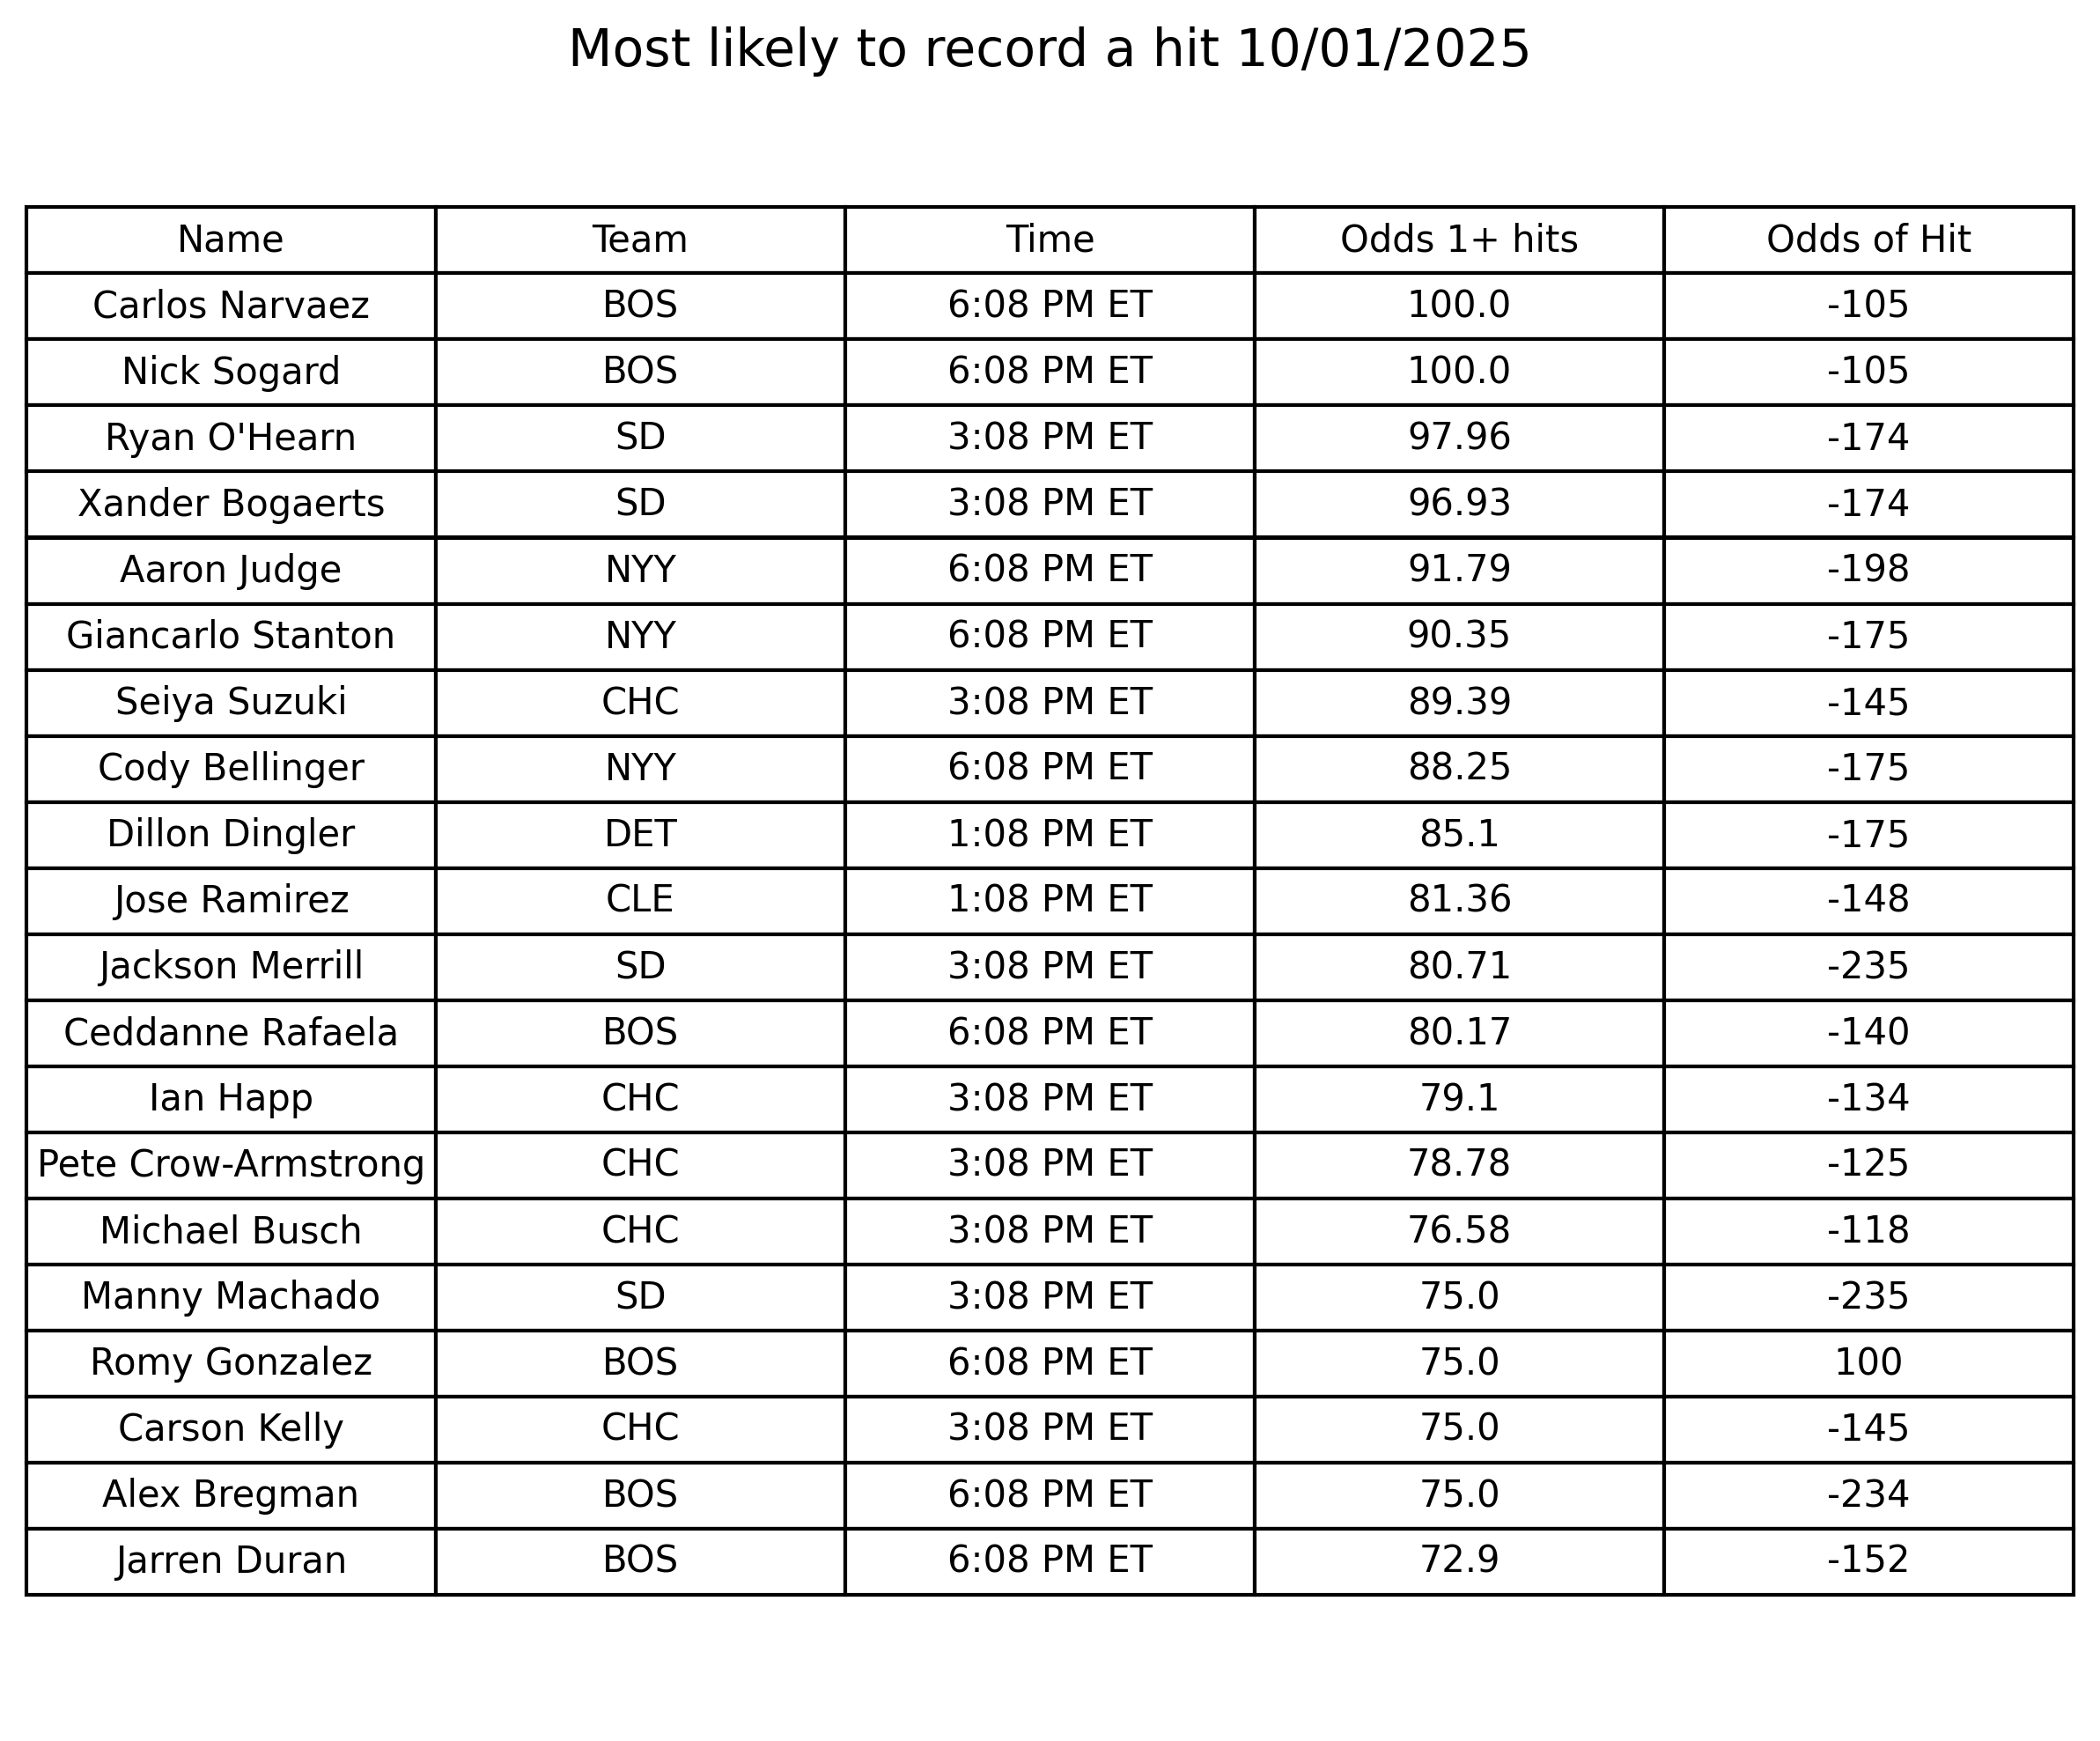 Most likely to record a hit 10/01/2025
Name Team Time Odds 1+ hits Odds of Hit
Carlos Narvaez BOS 6:08 PM ET 100.0 -105
Nick Sogard BOS 6:08 PM ET 100.0 -105
Ryan O'Hearn SD 3:08 PM ET 97.96 -174
Xander Bogaerts SD 3:08 PM ET 96.93 -174
Aaron Judge NYY 6:08 PM ET 91.79 -198
Giancarlo Stanton NYY 6:08 PM ET 90.35 -175
Seiya Suzuki CHC 3:08 PM ET 89.39 -145
Cody Bellinger NYY 6:08 PM ET 88.25 -175
Dillon Dingler DET 1:08 PM ET 85.1 -175
Jose Ramirez CLE 1:08 PM ET 81.36 -148
Jackson Merrill SD 3:08 PM ET 80.71 -235
Ceddanne Rafaela BOS 6:08 PM ET 80.17 -140
Ian Happ CHC 3:08 PM ET 79.1 -134
Pete Crow-Armstrong CHC 3:08 PM ET 78.78 -125
Michael Busch CHC 3:08 PM ET 76.58 -118
Manny Machado SD 3:08 PM ET 75.0 -235
Romy Gonzalez BOS 6:08 PM ET 75.0 100
Carson Kelly CHC 3:08 PM ET 75.0 -145
Alex Bregman BOS 6:08 PM ET 75.0 -234
Jarren Duran BOS 6:08 PM ET 72.9 -152